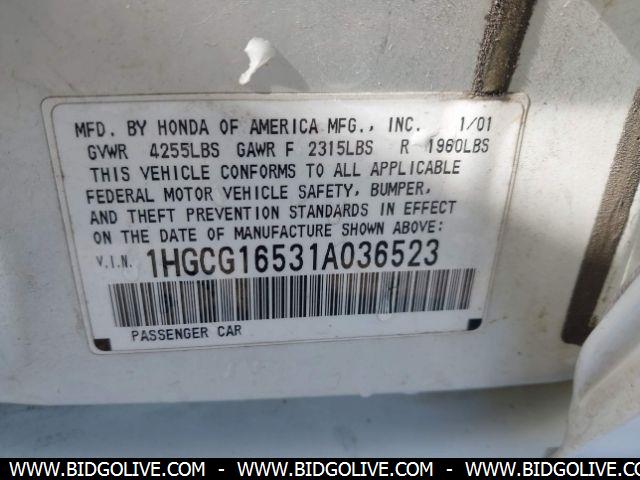 MFD. BY HONDA OF AMERICA MFG., INC. 1/01
GVWR 4255LBS GAWR F 2315LBS R 1960LBS
THIS VEHICLE CONFORMS TO ALL APPLICABLE
FEDERAL MOTOR VEHICLE SAFETY, BUMPER,
AND THEFT PREVENTION STANDARDS IN EFFECT
ON THE DATE OF MANUFACTURE SHOWN ABOVE:
V.I.N. 1HGCG16531A036523
PASSENGER CAR
WWW.BIDGOLIVE.COM - WWW.BIDGOLIVE.COM - WWW.BIDGOLIVE.COM